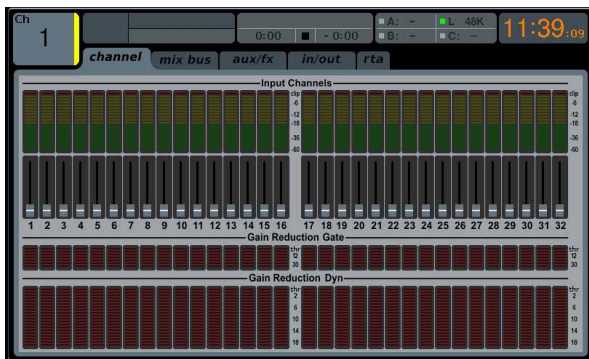 Ch
1
0:00 - 0:00
A: - L 48K
B: - C: -
11:39:09
channel mix bus aux/fx in/out rta
Input Channels
clip clip
-6 -6
-12 -12
-18 -18
-36 -36
-60 -60
1 2 3 4 5 6 7 8 9 10 11 12 13 14 15 16 17 18 19 20 21 22 23 24 25 26 27 28 29 30 31 32
Gain Reduction Gate
thr thr
12 12
30 30
Gain Reduction Dyn
thr thr
2 2
6 6
10 10
14 14
18 18